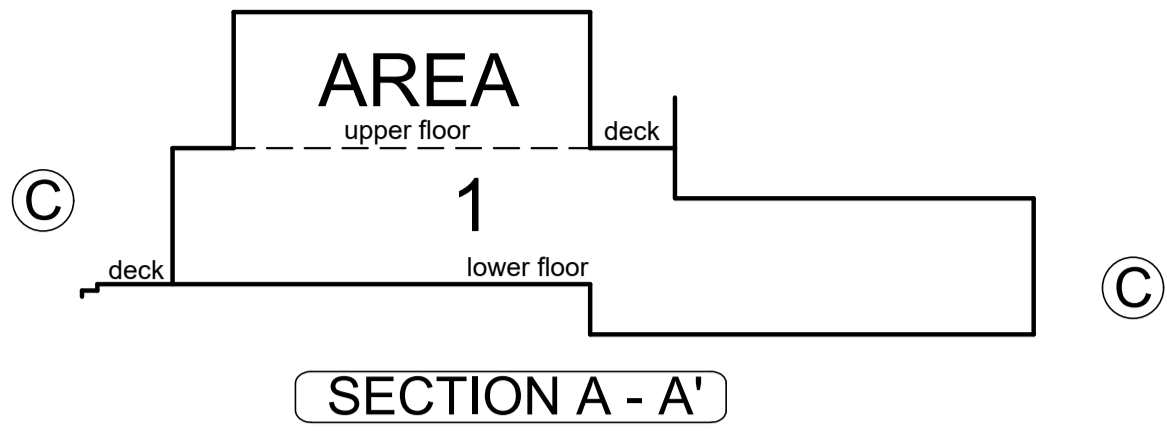 AREA
upper floor
deck
C
1
deck
lower floor
C
SECTION A - A'